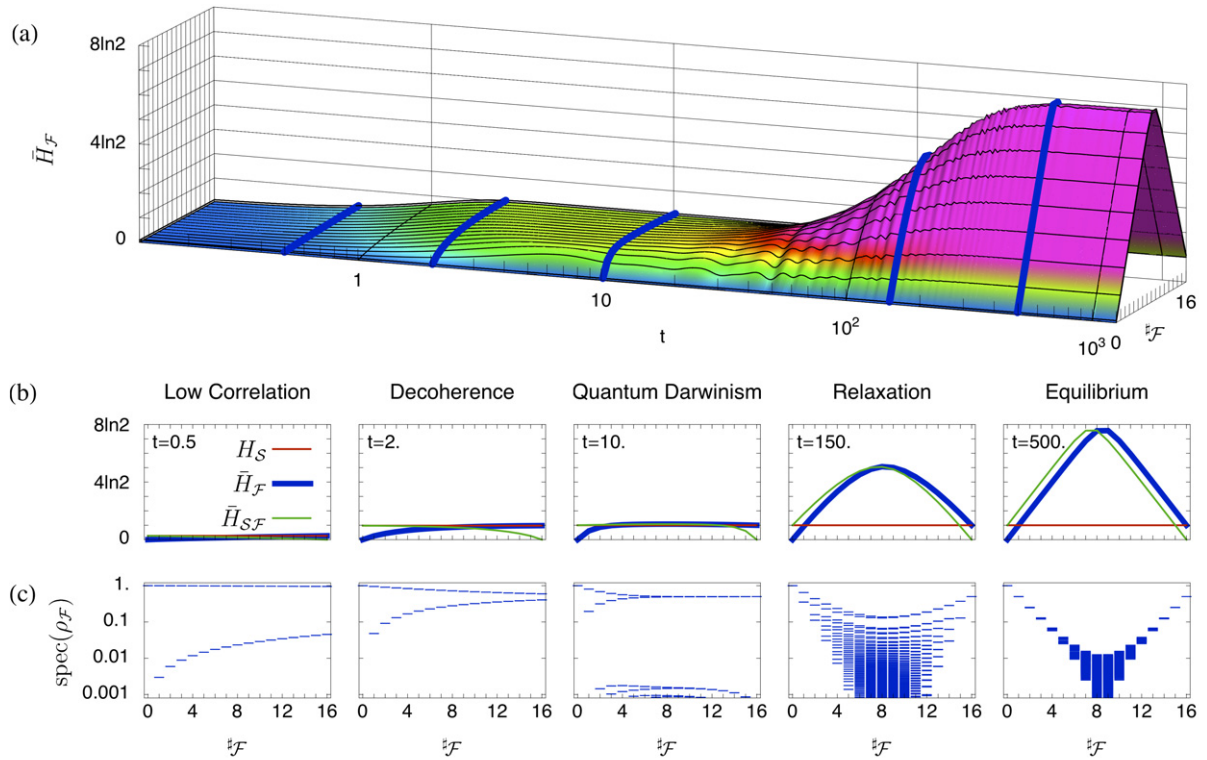 (a)
8ln2
4ln2
0
H̄_ℱ
1
10
10²
10³
t
0
16
♯ℱ
(b)
Low Correlation
Decoherence
Quantum Darwinism
Relaxation
Equilibrium
8ln2
4ln2
0
t=0.5
H_𝒮
H̄_ℱ
H̄_𝒮ℱ
t=2.
t=10.
t=150.
t=500.
(c)
spec(ρ_ℱ)
1.
0.1
0.01
0.001
0 4 8 12 16
0 4 8 12 16
0 4 8 12 16
0 4 8 12 16
0 4 8 12 16
♯ℱ
♯ℱ
♯ℱ
♯ℱ
♯ℱ